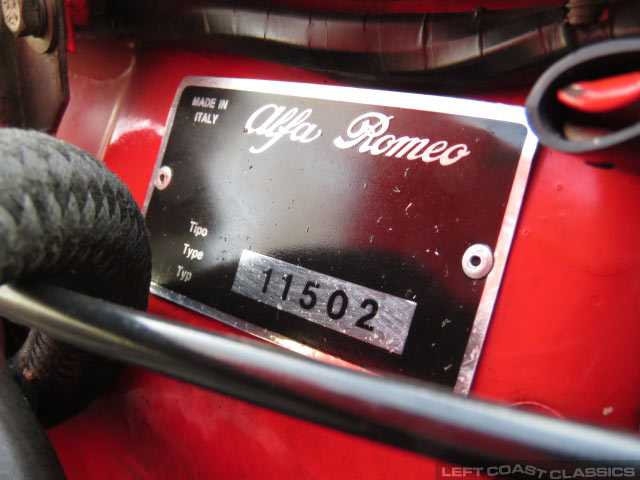 MADE IN
ITALY
Alfa Romeo
Tipo
Type
Typ
11502
LEFT COAST CLASSICS